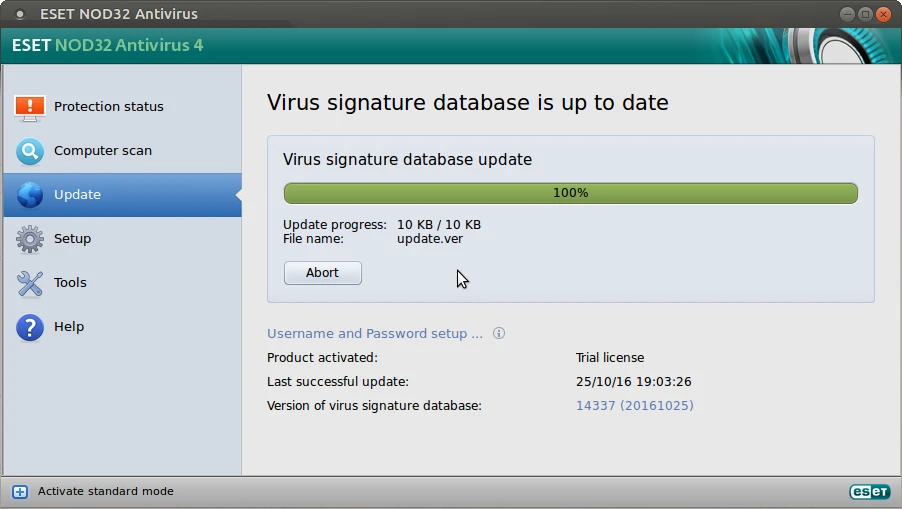 ESET NOD32 Antivirus
ESET NOD32 Antivirus 4
Protection status
Computer scan
Update
Setup
Tools
Help
Virus signature database is up to date
Virus signature database update
100%
Update progress: 10 KB / 10 KB
File name: update.ver
Abort
Username and Password setup ...
Product activated: Trial license
Last successful update: 25/10/16 19:03:26
Version of virus signature database: 14337 (20161025)
Activate standard mode
eseT